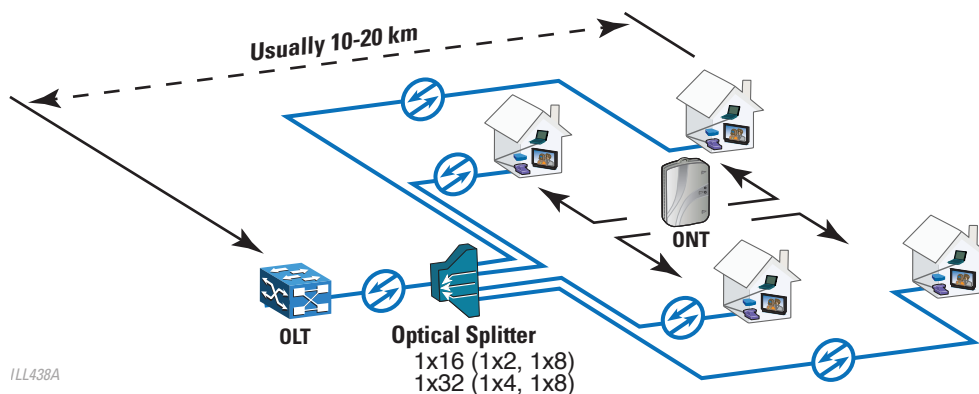 Usually 10-20 km
ONT
OLT
Optical Splitter
1x16 (1x2, 1x8)
1x32 (1x4, 1x8)
ILL438A